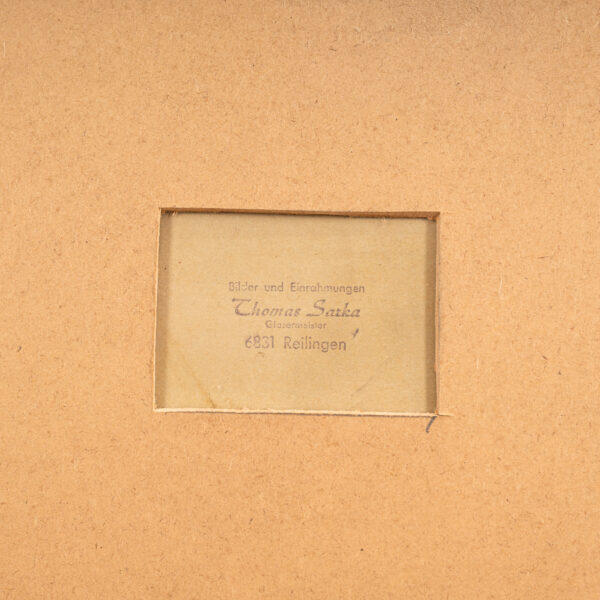 Bilder und Einrahmungen
Thomas Sarka
Glasermeister
6831 Reilingen